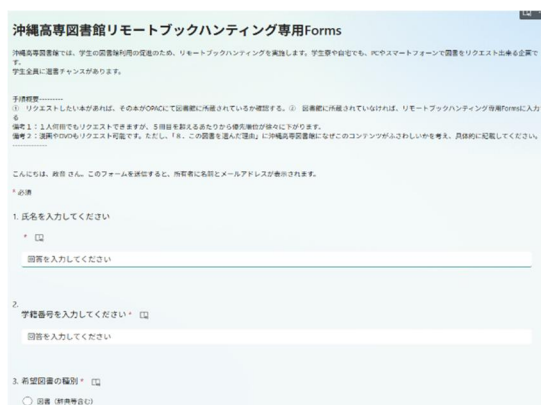 沖縄高専図書館リモートブックハンティング専用Forms
沖縄高専図書館では、学生の図書館利用の促進のため、リモートブックハンティングを実施します。学生寮や自宅でも、PCやスマートフォーンで図書をリクエスト出来る企画で
す。
学生全員に選書チャンスがあります。
手順概要---------
① リクエストしたい本があれば、その本がOPACにて図書館に所蔵されているか確認する。② 図書館に所蔵されていなければ、リモートブックハンティング専用Formsに入力す
る
備考1：1人何冊でもリクエストできますが、5冊目を超えるあたりから優先順位が徐々に下がります。
備考2：漫画やDVDもリクエスト可能です。ただし、「8．この図書を選んだ理由」に沖縄高専図書館になぜこのコンテンツがふさわしいかを考え、具体的に記載してください。
------------
こんにちは、 さん。このフォームを送信すると、所有者に名前とメールアドレスが表示されます。
* 必須
1. 氏名を入力してください
*
回答を入力してください
2.
学籍番号を入力してください *
回答を入力してください
3. 希望図書の種別 *
図書（辞典等含む）